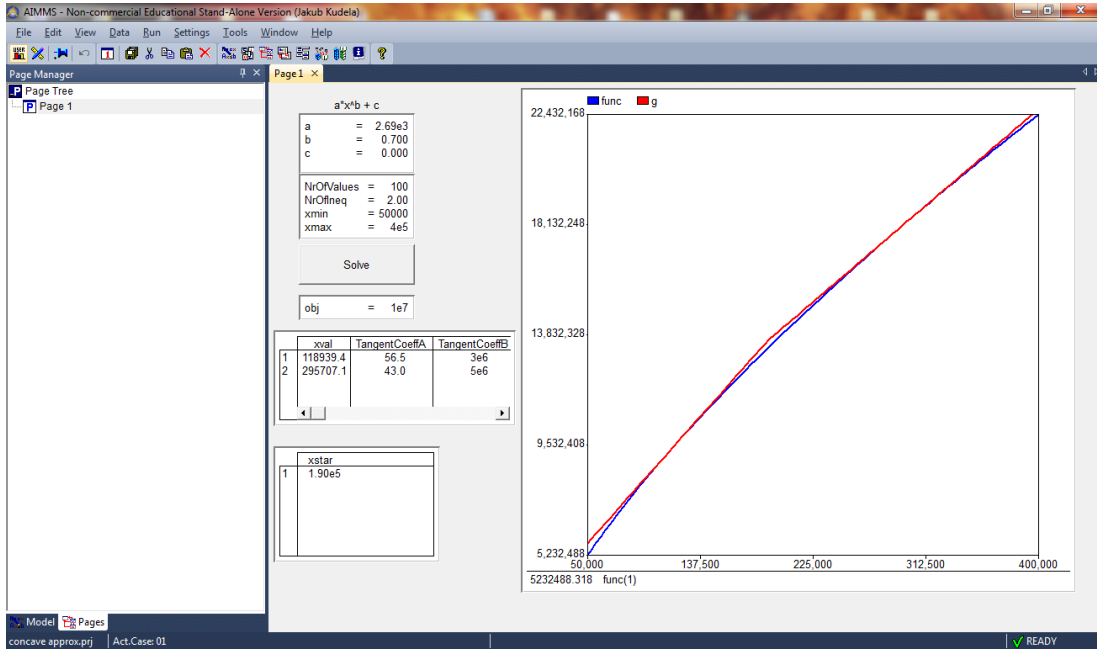 AIMMS - Non-commercial Educational Stand-Alone Version (Jakub Kudela)
File Edit View Data Run Settings Tools Window Help
Page Manager
Page Tree
Page 1
Page1
a*x^b + c
a = 2.69e3
b = 0.700
c = 0.000
NrOfValues = 100
NrOfIneq = 2.00
xmin = 50000
xmax = 4e5
Solve
obj = 1e7
xval TangentCoeffA TangentCoeffB
1 118939.4 56.5 3e6
2 295707.1 43.0 5e6
xstar
1 1.90e5
func g
22,432,168
18,132,248
13,832,328
9,532,408
5,232,488
50,000 137,500 225,000 312,500 400,000
5232488.318 func(1)
Model Pages
concave approx.prj Act.Case: 01 READY